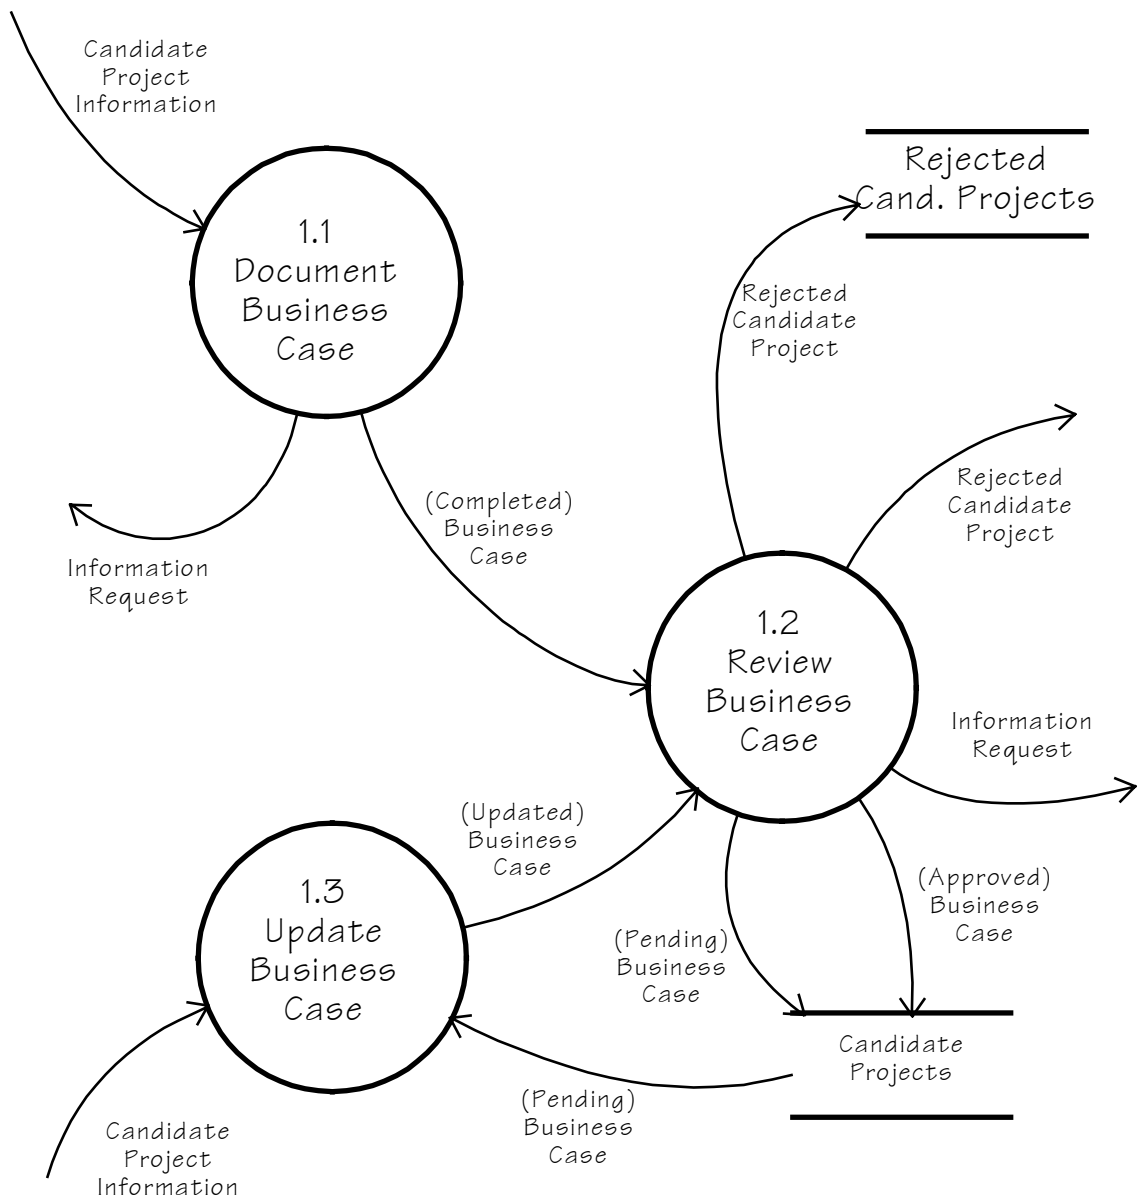 Candidate
Project
Information
Rejected
Cand. Projects
1.1
Document
Business
Case
Rejected
Candidate
Project
Rejected
Candidate
Project
(Completed)
Business
Case
Information
Request
1.2
Review
Business
Case
Information
Request
(Updated)
Business
Case
1.3
Update
Business
Case
(Approved)
Business
Case
(Pending)
Business
Case
Candidate
Projects
(Pending)
Business
Case
Candidate
Project
Information